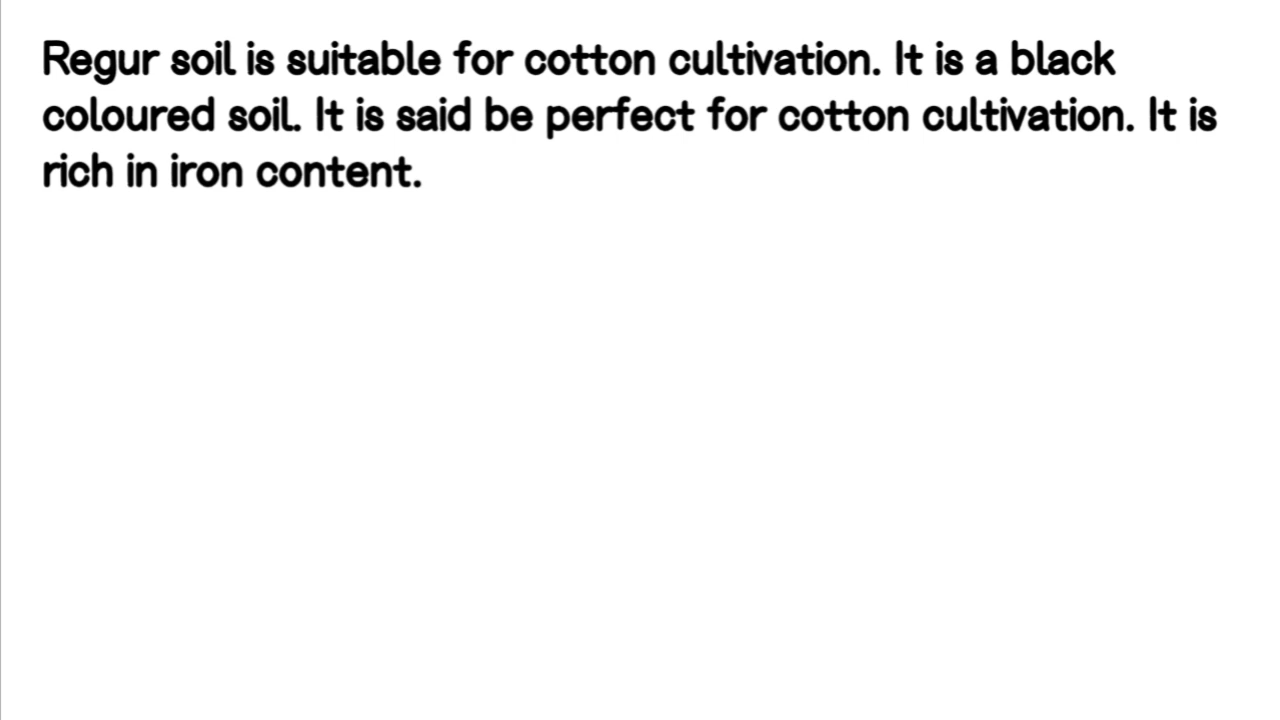 Regur soil is suitable for cotton cultivation. It is a black
coloured soil. It is said be perfect for cotton cultivation. It is
rich in iron content.